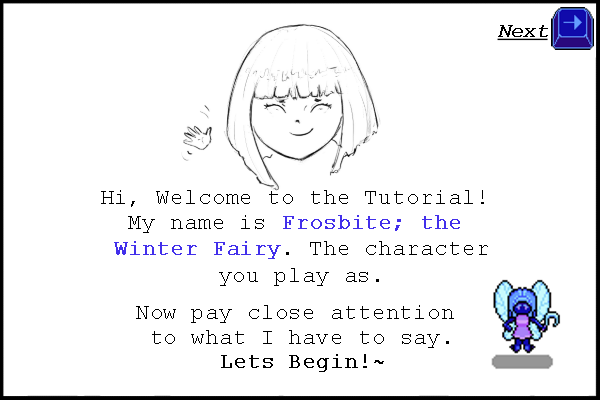 Next
Hi, Welcome to the Tutorial!
My name is Frosbite; the
Winter Fairy. The character
you play as.
Now pay close attention
to what I have to say.
Lets Begin!~